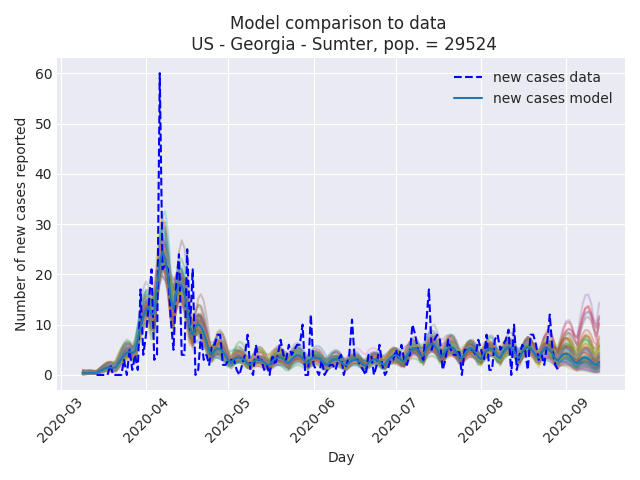 Model comparison to data
US - Georgia - Sumter, pop. = 29524
new cases data
new cases model
Number of new cases reported
60
50
40
30
20
10
0
2020-03
2020-04
2020-05
2020-06
2020-07
2020-08
2020-09
Day